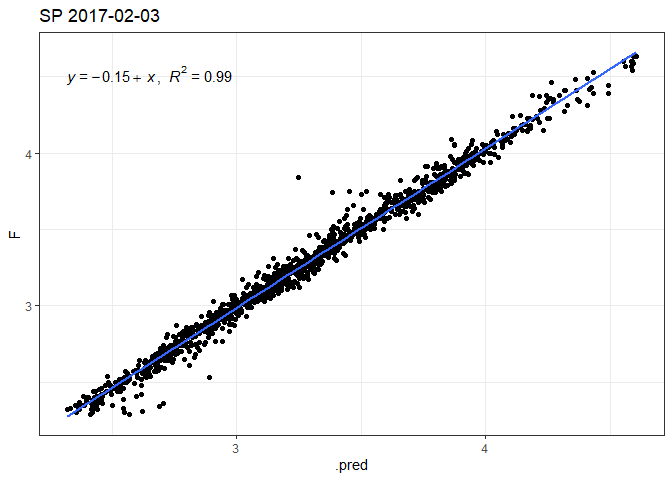 SP 2017-02-03
y = −0.15 + x , R² = 0.99
4
F
3
3
4
.pred